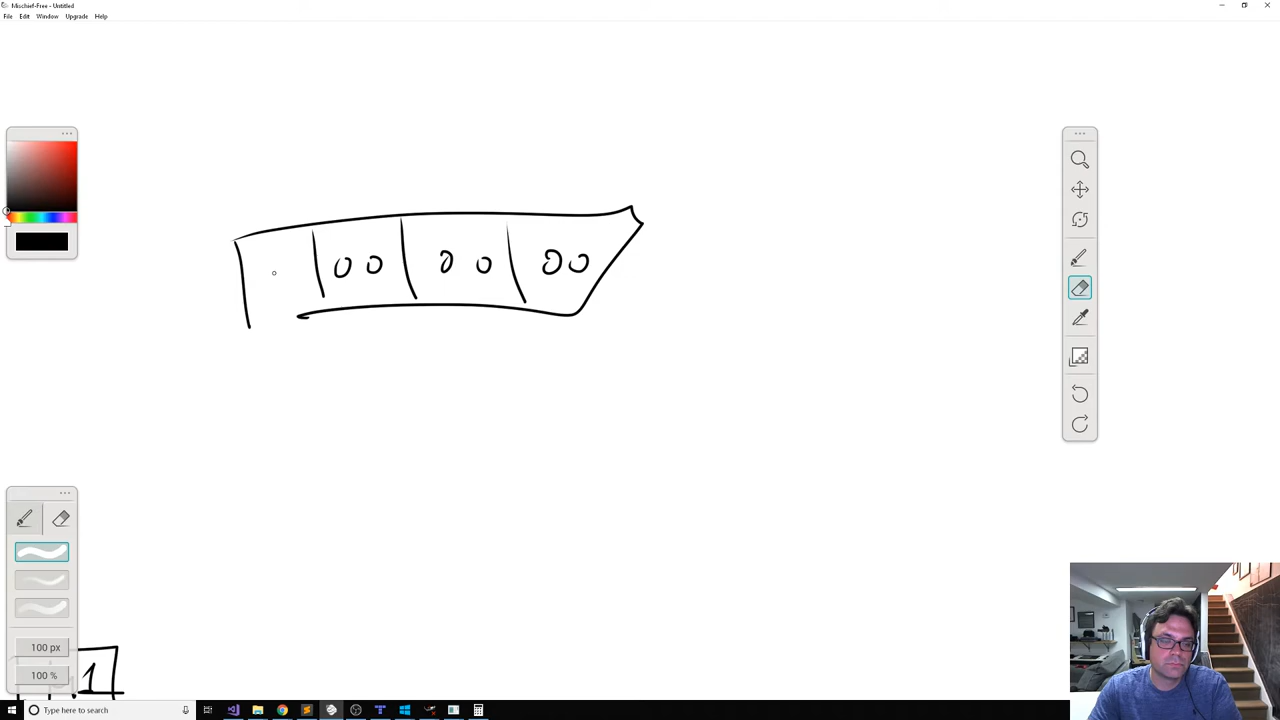 Mischief-Free - Untitled
File Edit Window Upgrade Help
00 00 00
100 px
100 %
1
Type here to search